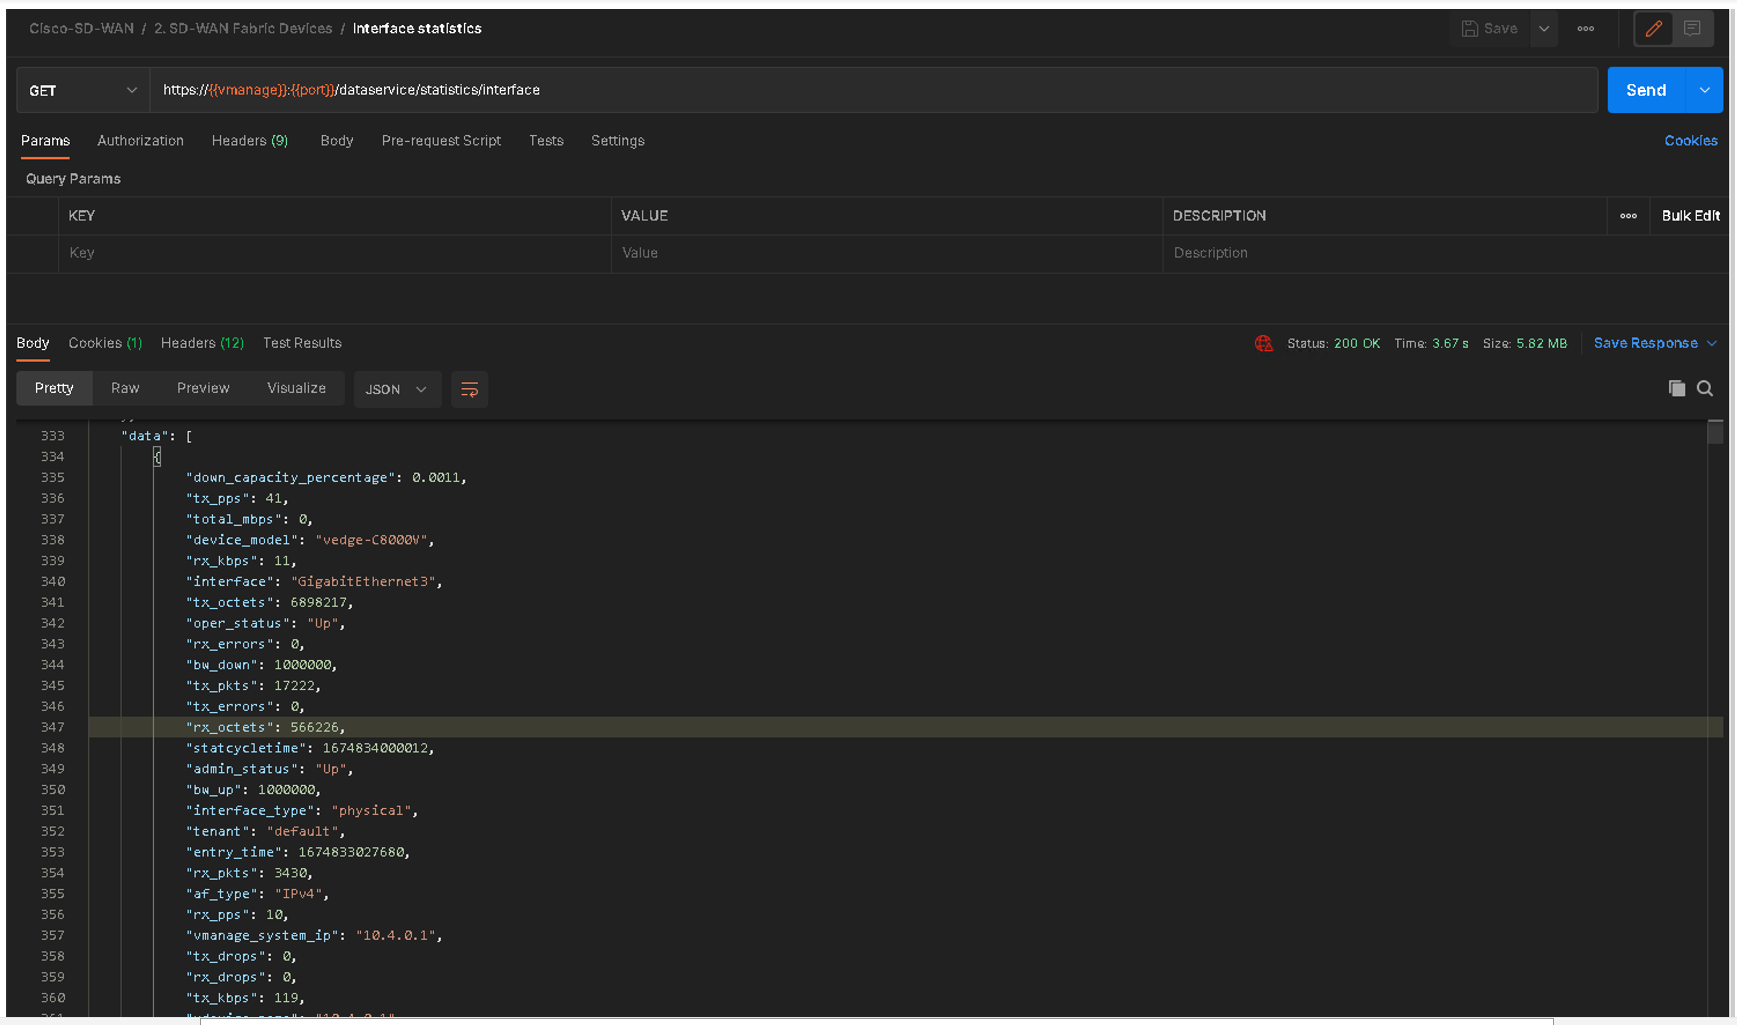 Cisco-SD-WAN / 2. SD-WAN Fabric Devices / Interface statistics
Save
GET https://{{vmanage}}:{{port}}/dataservice/statistics/interface
Send
Params Authorization Headers (9) Body Pre-request Script Tests Settings Cookies
Query Params
KEY VALUE DESCRIPTION ooo Bulk Edit
Key Value Description
Body Cookies (1) Headers (12) Test Results Status: 200 OK Time: 3.67 s Size: 5.82 MB Save Response
Pretty Raw Preview Visualize JSON
333 "data": [
334 {
335 "down_capacity_percentage": 0.0011,
336 "tx_pps": 41,
337 "total_mbps": 0,
338 "device_model": "vedge-C8000V",
339 "rx_kbps": 11,
340 "interface": "GigabitEthernet3",
341 "tx_octets": 6898217,
342 "oper_status": "Up",
343 "rx_errors": 0,
344 "bw_down": 1000000,
345 "tx_pkts": 17222,
346 "tx_errors": 0,
347 "rx_octets": 566226,
348 "statcycletime": 1674834000012,
349 "admin_status": "Up",
350 "bw_up": 1000000,
351 "interface_type": "physical",
352 "tenant": "default",
353 "entry_time": 1674833027680,
354 "rx_pkts": 3430,
355 "af_type": "IPv4",
356 "rx_pps": 10,
357 "vmanage_system_ip": "10.4.0.1",
358 "tx_drops": 0,
359 "rx_drops": 0,
360 "tx_kbps": 119,